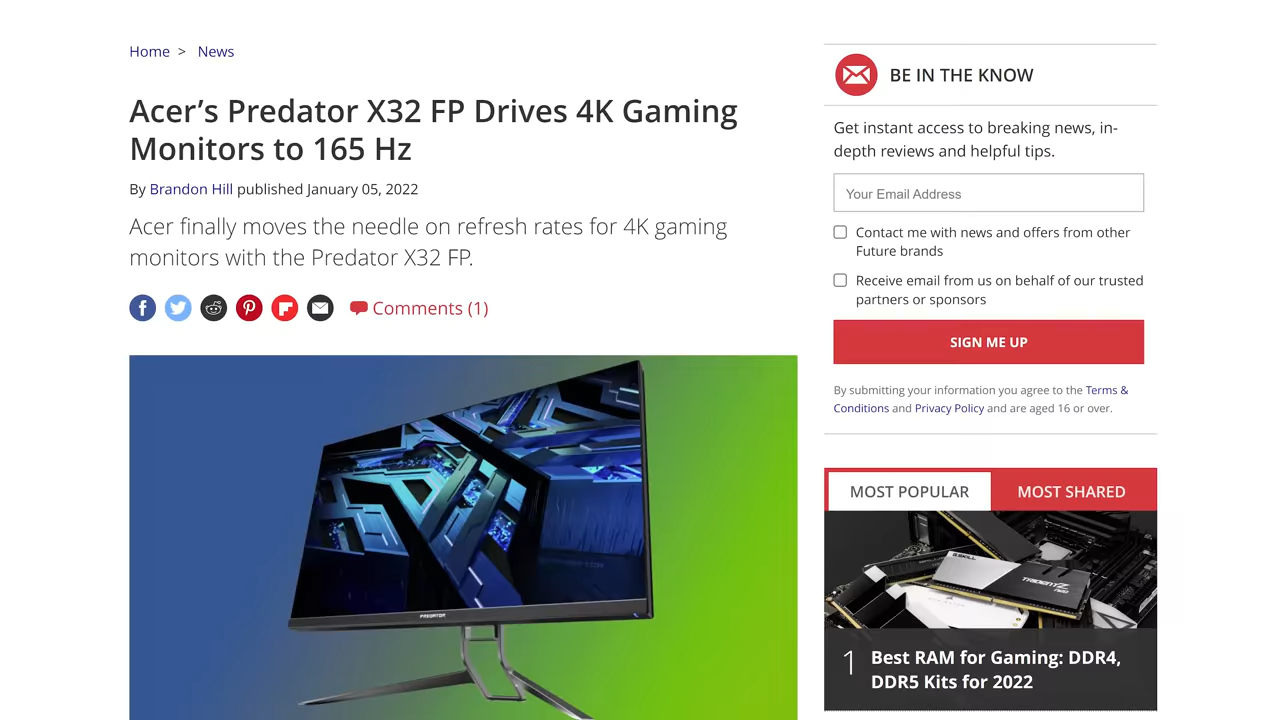 Home > News
Acer’s Predator X32 FP Drives 4K Gaming
Monitors to 165 Hz
By Brandon Hill published January 05, 2022
Acer finally moves the needle on refresh rates for 4K gaming
monitors with the Predator X32 FP.
Comments (1)
PREDATOR
BE IN THE KNOW
Get instant access to breaking news, in-
depth reviews and helpful tips.
Your Email Address
Contact me with news and offers from other
Future brands
Receive email from us on behalf of our trusted
partners or sponsors
SIGN ME UP
By submitting your information you agree to the Terms &
Conditions and Privacy Policy and are aged 16 or over.
MOST POPULAR
MOST SHARED
G.SKILL
TRIDENT Z
neo
1 Best RAM for Gaming: DDR4,
DDR5 Kits for 2022